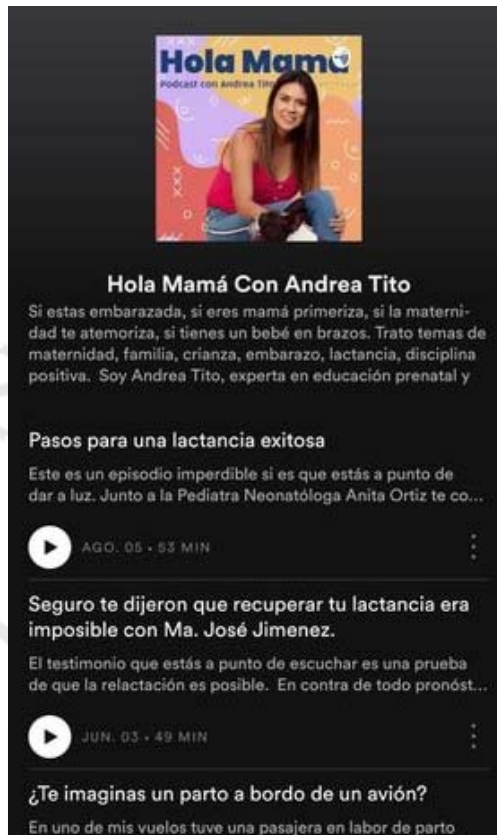 Hola Mamá
Podcast con Andrea Tito
Hola Mamá Con Andrea Tito
Si estas embarazada, si eres mamá primeriza, si la materni-
dad te atemoriza, si tienes un bebé en brazos. Trato temas de
maternidad, familia, crianza, embarazo, lactancia, disciplina
positiva. Soy Andrea Tito, experta en educación prenatal y
Pasos para una lactancia exitosa
Este es un episodio imperdible si es que estás a punto de
dar a luz. Junto a la Pediatra Neonatóloga Anita Ortiz te co...
AGO. 05 • 53 MIN
Seguro te dijeron que recuperar tu lactancia era
imposible con Ma. José Jimenez.
El testimonio que estás a punto de escuchar es una prueba
de que la relactación es posible. En contra de todo pronóst...
JUN. 03 • 49 MIN
¿Te imaginas un parto a bordo de un avión?
En uno de mis vuelos tuve una pasajera en labor de parto